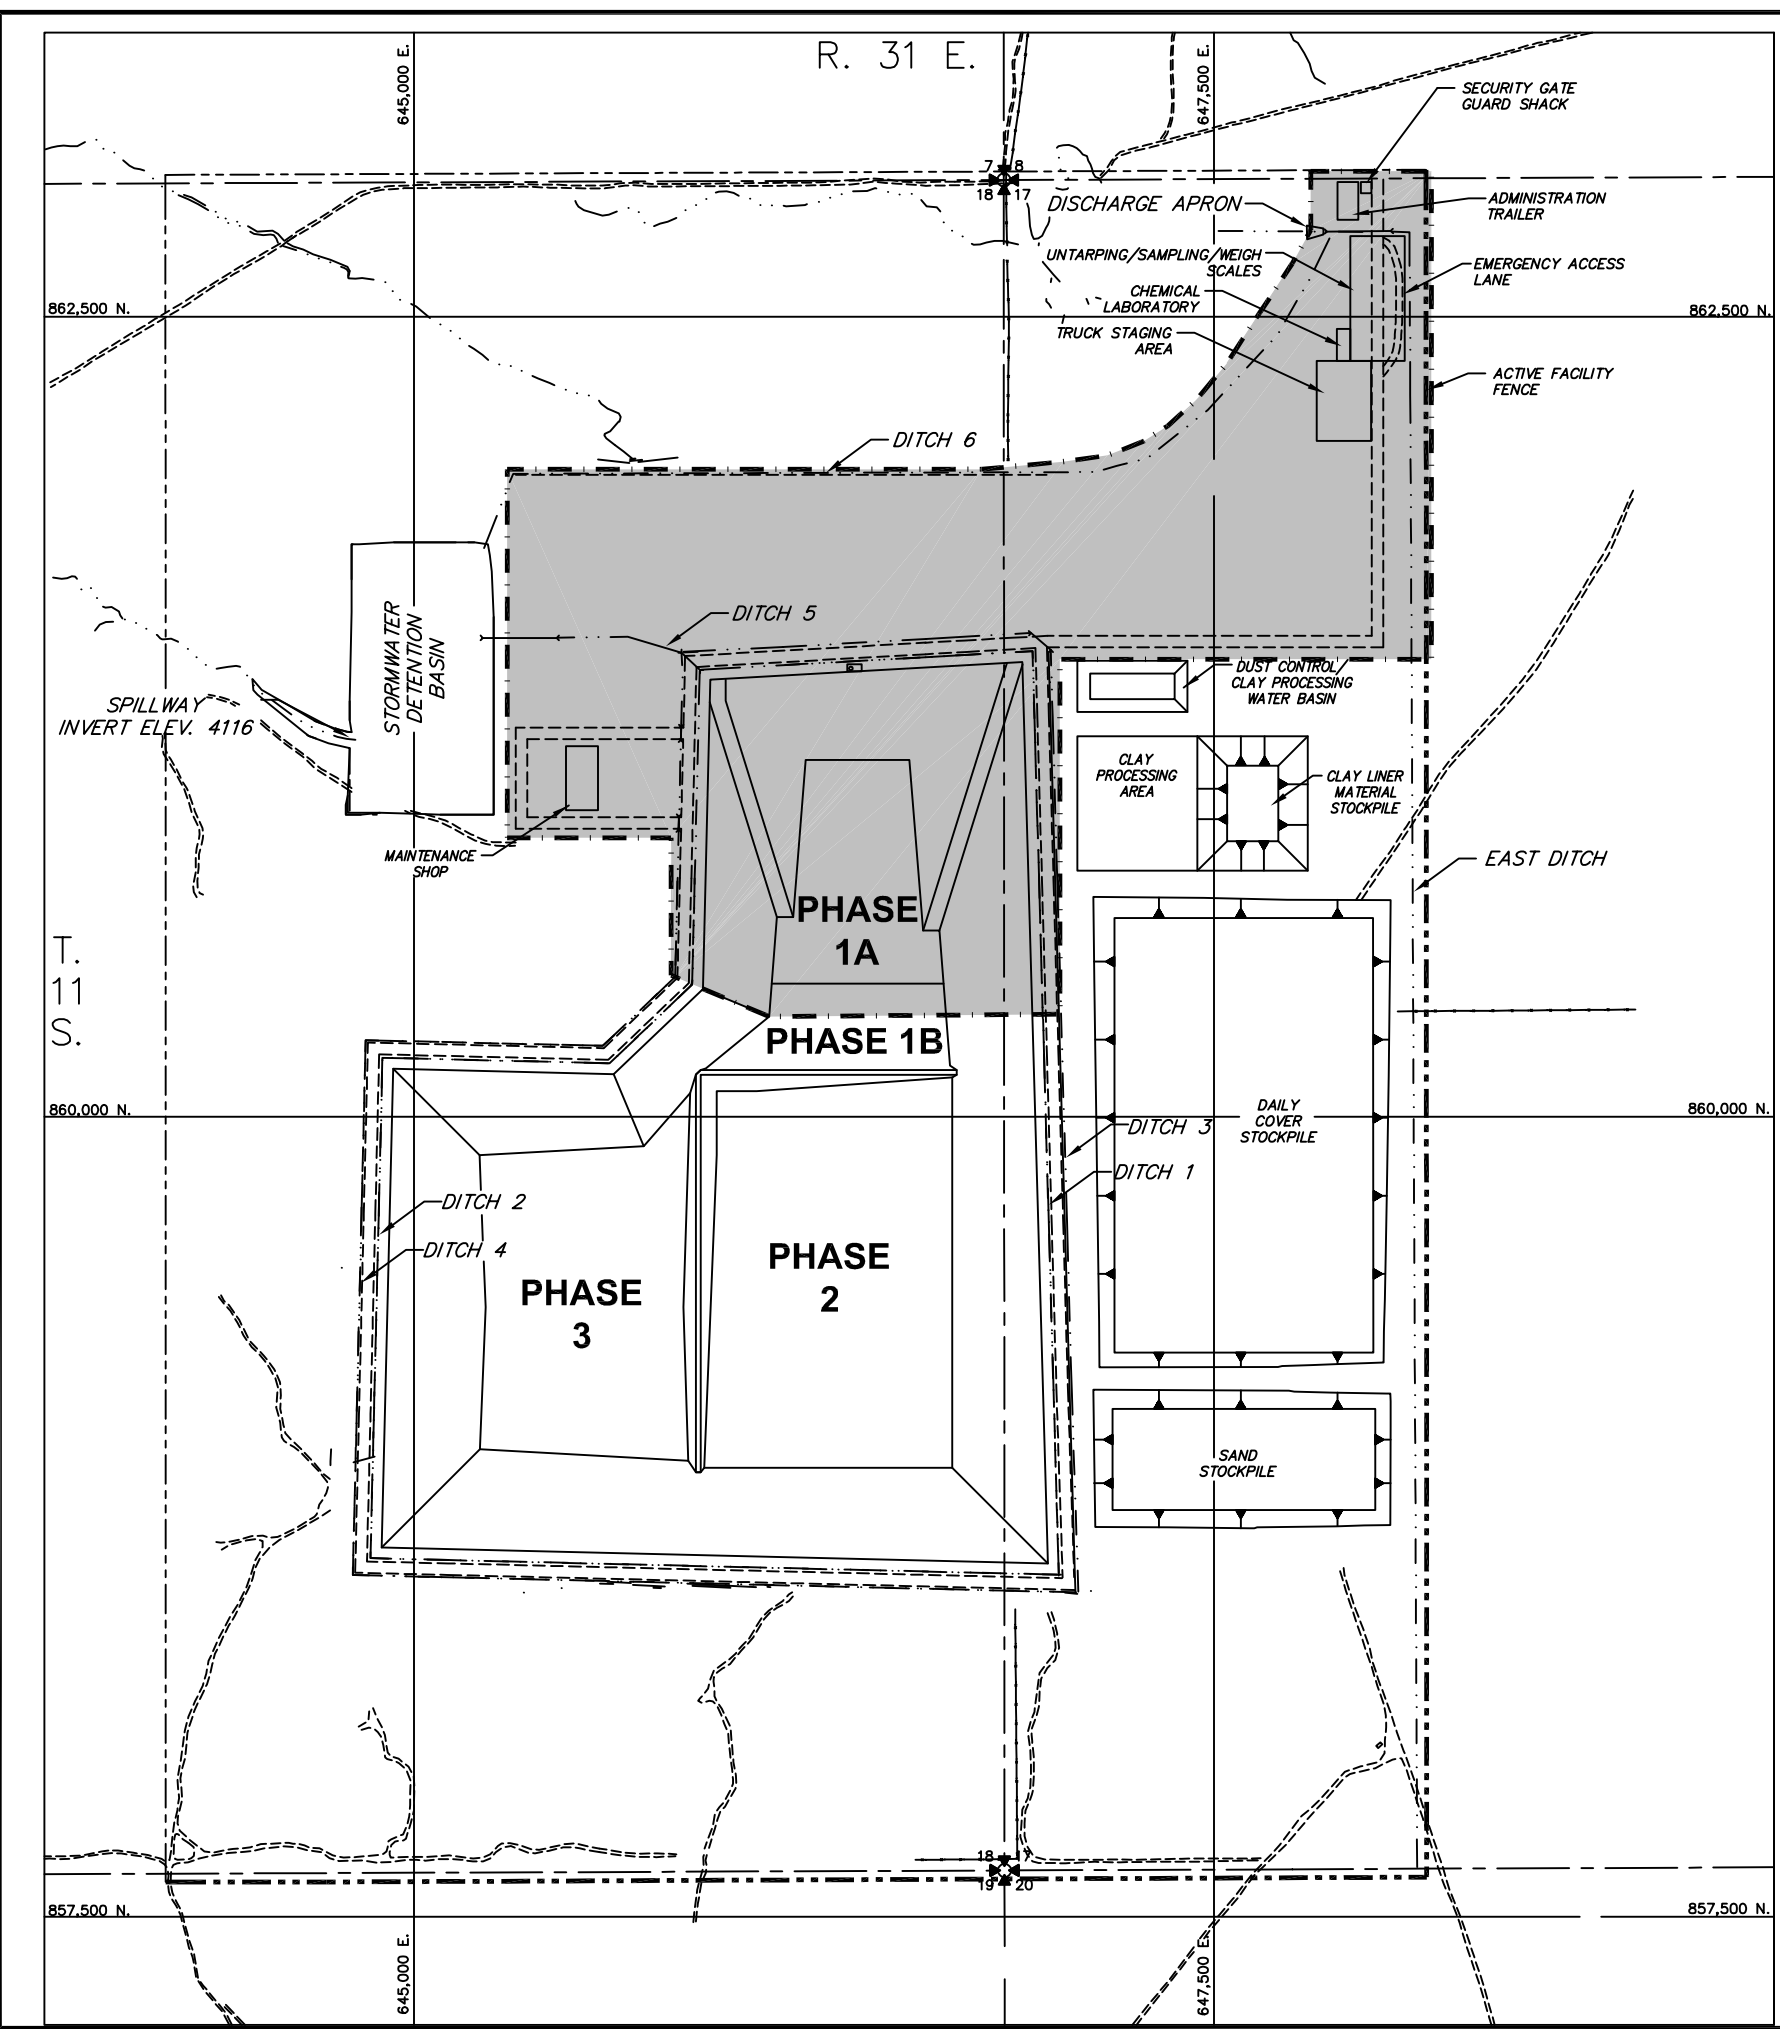 R. 31 E.
645,000 E.
647,500 E.
SECURITY GATE
GUARD SHACK
7 8
18 17
DISCHARGE APRON
ADMINISTRATION
TRAILER
UNTARPING/SAMPLING/WEIGH
SCALES
EMERGENCY ACCESS
LANE
CHEMICAL
LABORATORY
862,500 N.
862,500 N.
TRUCK STAGING
AREA
ACTIVE FACILITY
FENCE
DITCH 6
DITCH 5
STORMWATER
DETENTION
BASIN
SPILLWAY
INVERT ELEV. 4116
DUST CONTROL/
CLAY PROCESSING
WATER BASIN
CLAY
PROCESSING
AREA
CLAY LINER
MATERIAL
STOCKPILE
MAINTENANCE
SHOP
EAST DITCH
PHASE
1A
T.
11
S.
PHASE 1B
860,000 N.
860,000 N.
DAILY
COVER
STOCKPILE
DITCH 3
DITCH 1
DITCH 2
DITCH 4
PHASE
2
PHASE
3
SAND
STOCKPILE
18 17
19 20
857,500 N.
857,500 N.
645,000 E.
647,500 E.